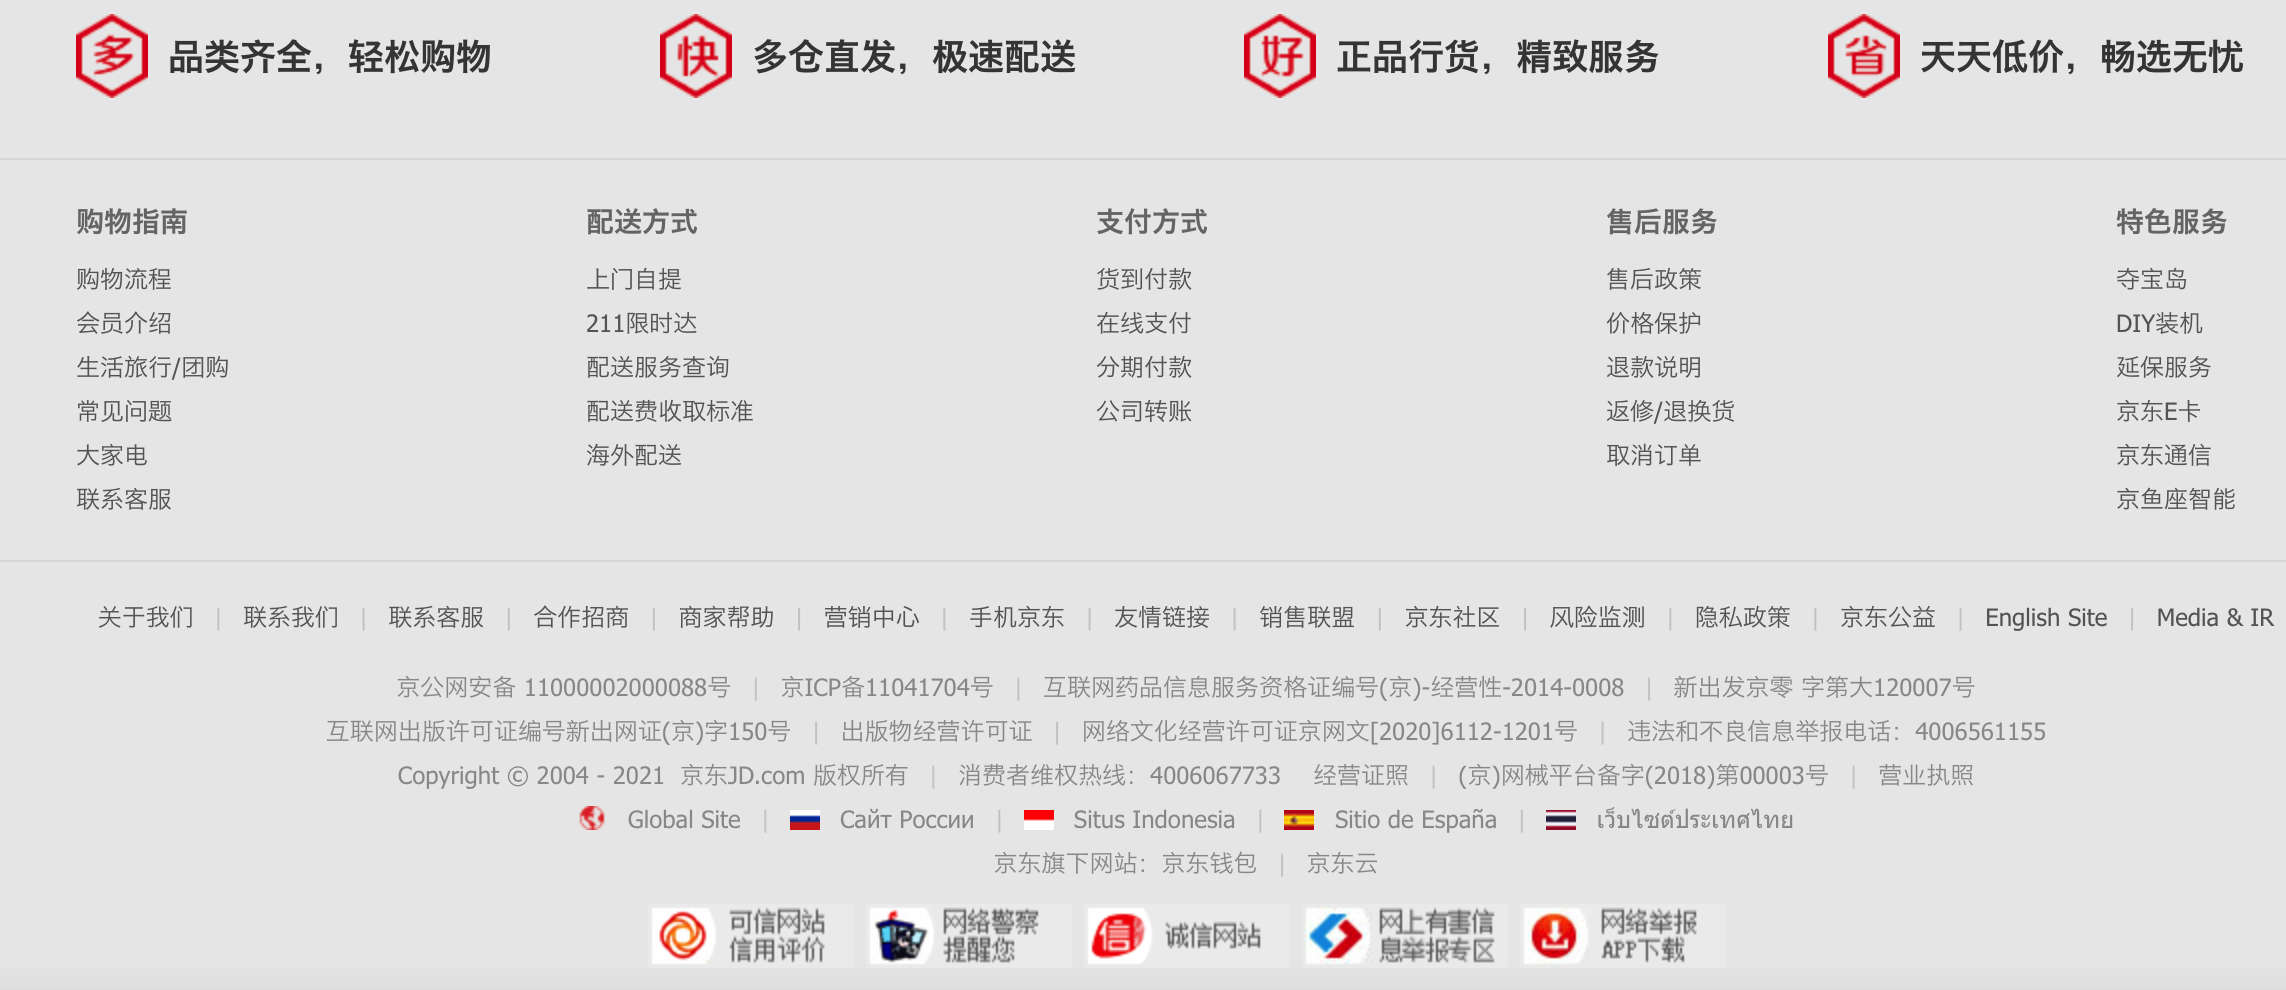 多 品类齐全，轻松购物 快 多仓直发，极速配送 好 正品行货，精致服务 省 天天低价，畅选无忧
购物指南
购物流程
会员介绍
生活旅行/团购
常见问题
大家电
联系客服
配送方式
上门自提
211限时达
配送服务查询
配送费收取标准
海外配送
支付方式
货到付款
在线支付
分期付款
公司转账
售后服务
售后政策
价格保护
退款说明
返修/退换货
取消订单
特色服务
夺宝岛
DIY装机
延保服务
京东E卡
京东通信
京鱼座智能
关于我们 | 联系我们 | 联系客服 | 合作招商 | 商家帮助 | 营销中心 | 手机京东 | 友情链接 | 销售联盟 | 京东社区 | 风险监测 | 隐私政策 | 京东公益 | English Site | Media & IR
京公网安备 11000002000088号 | 京ICP备11041704号 | 互联网药品信息服务资格证编号(京)-经营性-2014-0008 | 新出发京零 字第大120007号
互联网出版许可证编号新出网证(京)字150号 | 出版物经营许可证 | 网络文化经营许可证京网文[2020]6112-1201号 | 违法和不良信息举报电话：4006561155
Copyright © 2004 - 2021 京东JD.com 版权所有 | 消费者维权热线：4006067733 经营证照 | (京)网械平台备字(2018)第00003号 | 营业执照
Global Site | Сайт России | Situs Indonesia | Sitio de España | เว็บไซต์ประเทศไทย
京东旗下网站：京东钱包 | 京东云
可信网站
信用评价
网络警察
提醒您
信 诚信网站
网上有害信
息举报专区
网络举报
APP下载